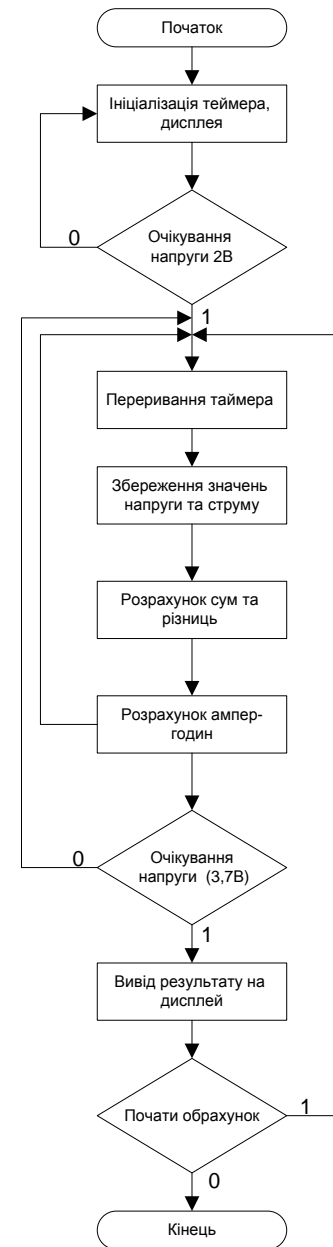 Початок
Ініціалізація теймера,
дисплея
0
Очікування
напруги 2В
1
Переривання таймера
Збереження значень
напруги та струму
Розрахунок сум та
різниць
Розрахунок ампер-
годин
0
Очікування
напруги (3,7В)
1
Вивід результату на
дисплей
Почати обрахунок
1
0
Кінець